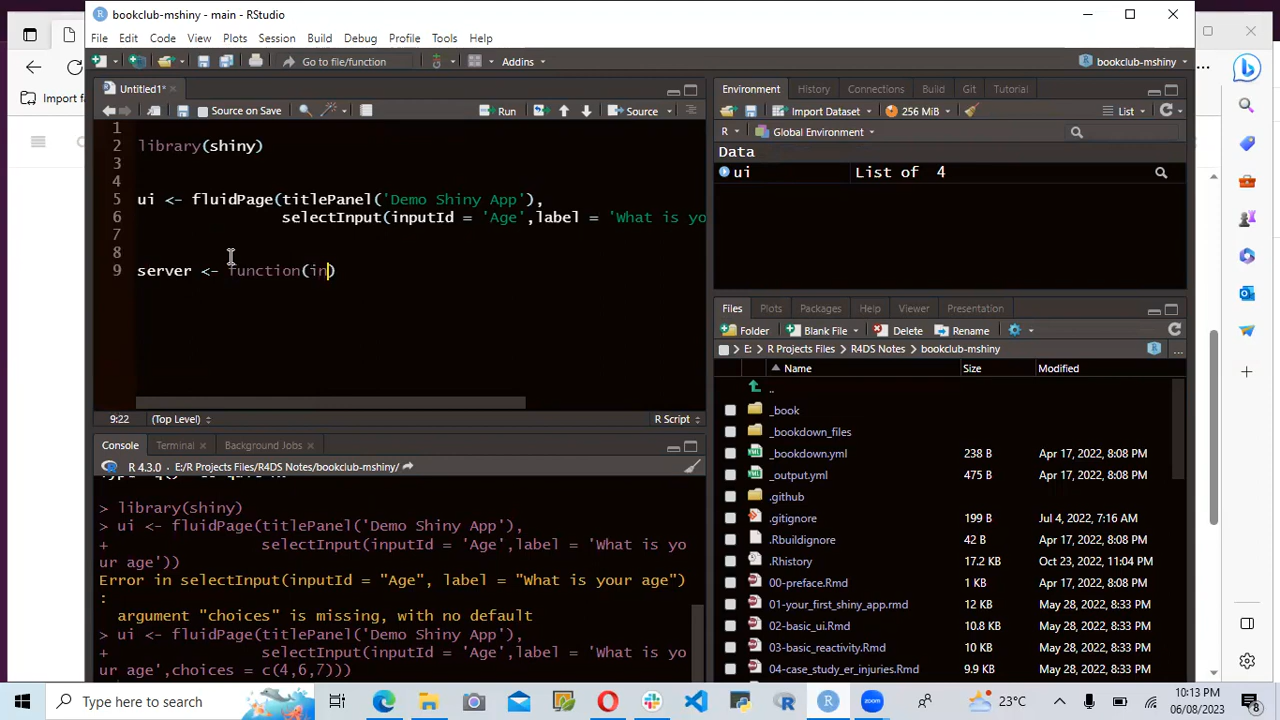 bookclub-mshiny - main - RStudio
File Edit Code View Plots Session Build Debug Profile Tools Help
Go to file/function Addins bookclub-mshiny
Untitled1*
Source on Save Run Source
1
2 library(shiny)
3
4
5 ui <- fluidPage(titlePanel('Demo Shiny App'),
6 selectInput(inputId = 'Age',label = 'What is yo
7
8
9 server <- function(in)
9:22 (Top Level) R Script
Console Terminal Background Jobs
R 4.3.0 · E:/R Projects Files/R4DS Notes/bookclub-mshiny/
> library(shiny)
> ui <- fluidPage(titlePanel('Demo Shiny App'),
+ selectInput(inputId = 'Age',label = 'What is yo
ur age'))
Error in selectInput(inputId = "Age", label = "What is your age")
:
argument "choices" is missing, with no default
> ui <- fluidPage(titlePanel('Demo Shiny App'),
+ selectInput(inputId = 'Age',label = 'What is yo
ur age',choices = c(4,6,7)))
Environment History Connections Build Git Tutorial
Import Dataset 256 MiB List
R Global Environment
Data
ui List of 4
Files Plots Packages Help Viewer Presentation
Folder Blank File Delete Rename
E: R Projects Files R4DS Notes bookclub-mshiny
Name Size Modified
..
_book
_bookdown_files
_bookdown.yml 238 B Apr 17, 2022, 8:08 PM
_output.yml 475 B Apr 17, 2022, 8:08 PM
.github
.gitignore 199 B Jul 4, 2022, 7:16 AM
.Rbuildignore 42 B Apr 17, 2022, 8:08 PM
.Rhistory 17.2 KB Oct 23, 2022, 11:04 PM
00-preface.Rmd 1 KB Apr 17, 2022, 8:08 PM
01-your_first_shiny_app.rmd 12 KB May 28, 2022, 8:33 PM
02-basic_ui.Rmd 10.8 KB May 28, 2022, 8:33 PM
03-basic_reactivity.Rmd 10 KB May 28, 2022, 8:33 PM
04-case_study_er_injuries.Rmd 9.9 KB May 28, 2022, 8:33 PM
Import f
Type here to search
23°C
10:13 PM
06/08/2023
8